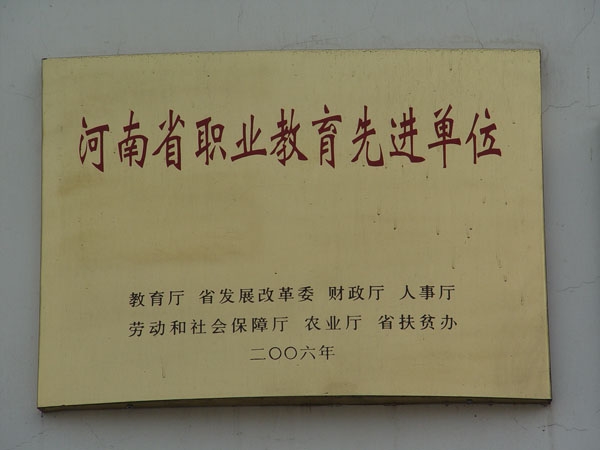 河南省职业教育先进单位
教育厅 省发展改革委 财政厅 人事厅
劳动和社会保障厅 农业厅 省扶贫办
二〇〇六年